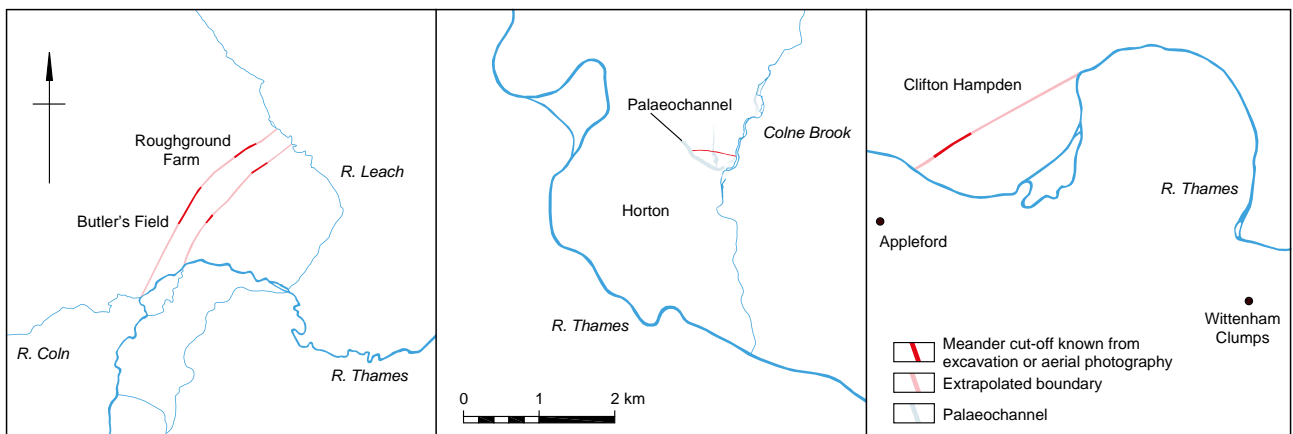 Roughground
Farm
R. Leach
Butler's Field
R. Coln
R. Thames
Palaeochannel
Colne Brook
Horton
R. Thames
0 1 2 km
Clifton Hampden
R. Thames
Appleford
Wittenham
Clumps
Meander cut-off known from
excavation or aerial photography
Extrapolated boundary
Palaeochannel